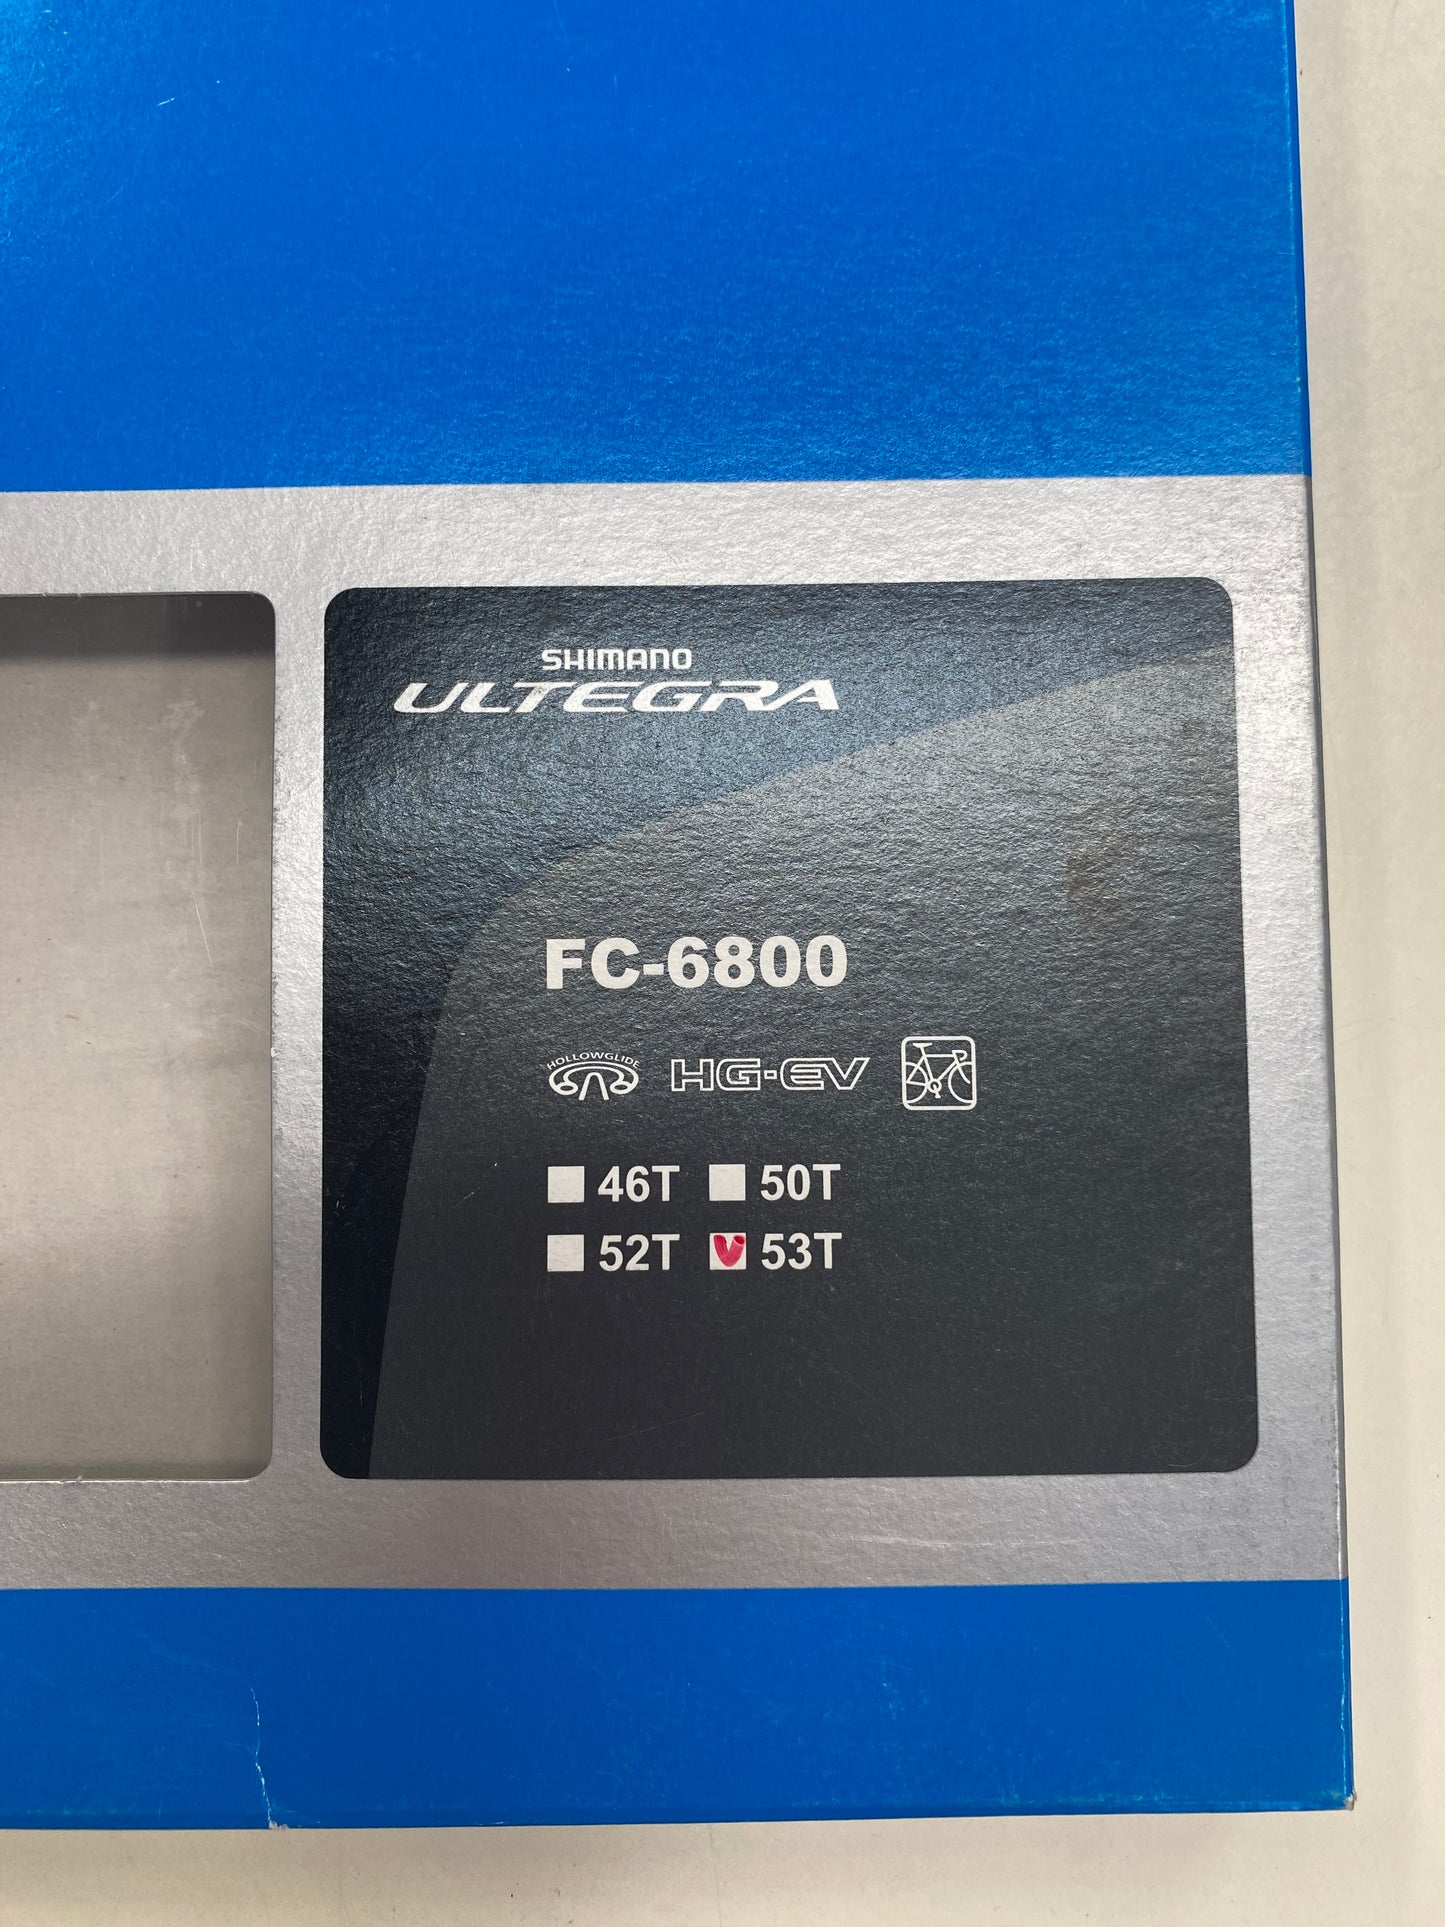 SHIMANO
ULTEGRA
FC-6800
HOLLOWGLIDE HG-EV
46T 50T
52T 53T